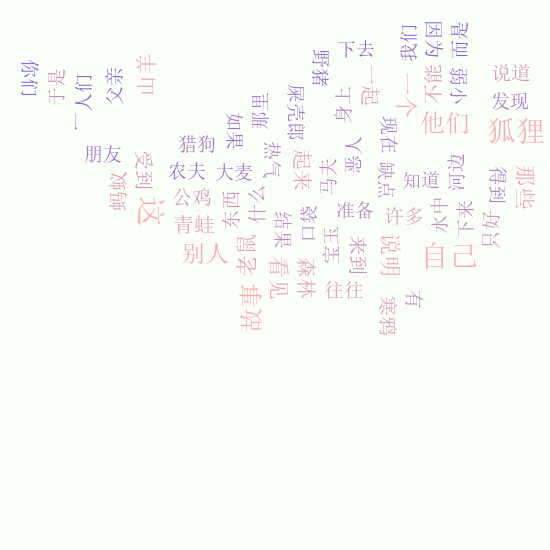 你们
于是
人们
一
父亲
山羊
朋友
蚂蚁
受到
这
猎狗
农夫
大麦
公鸡
青蛙
别人
如果
那里
东西
什么
老鼠
故事
热气
屎壳郎
野猪
下去
身上
一起
起来
马夫
恶人
结果
看见
口袋
森林
宝玉
准备
来到
往往
现在
缺点
许多
说明
寒鸦
有
我们
一个
因为
不能
而是
弱小
他们
知道
河边
水中
下来
自己
只好
得到
那些
说道
发现
狐狸